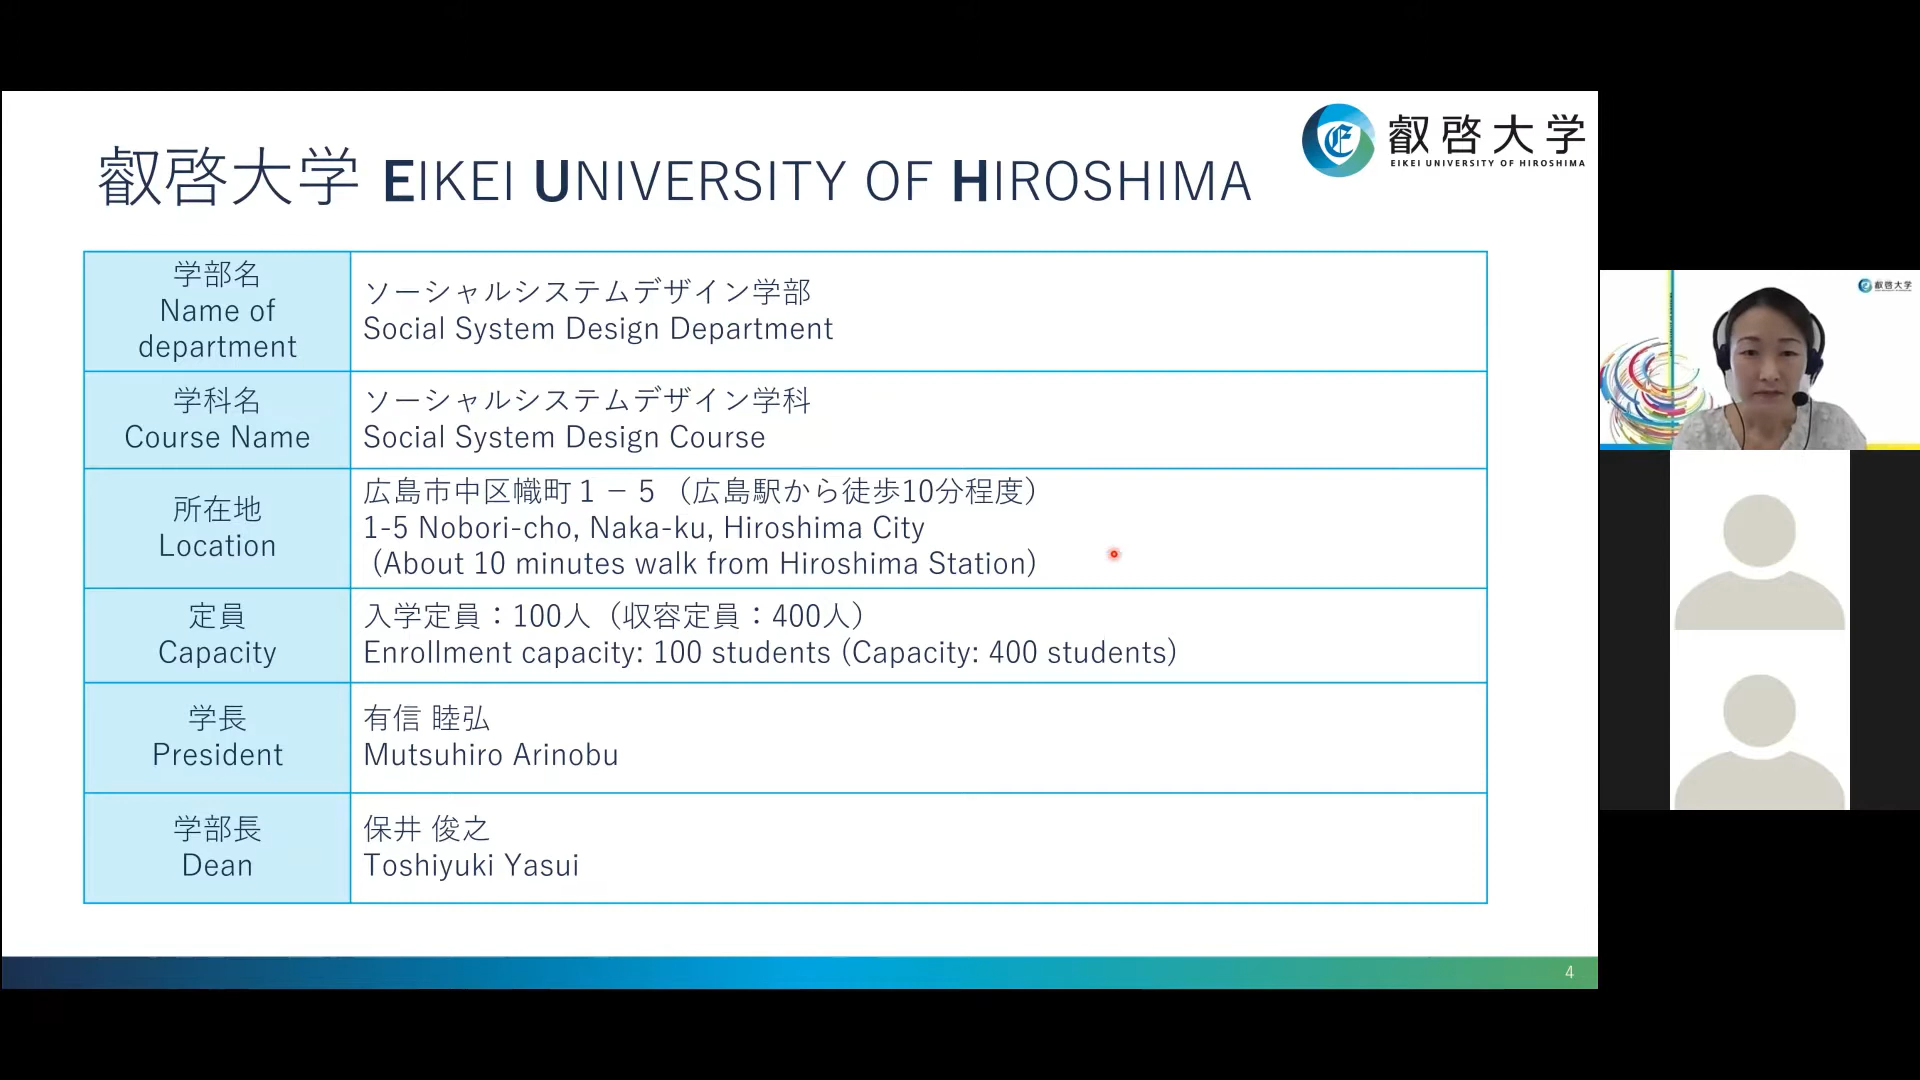 叡啓大学 EIKEI UNIVERSITY OF HIROSHIMA
叡啓大学
EIKEI UNIVERSITY OF HIROSHIMA
学部名
Name of
department
ソーシャルシステムデザイン学部
Social System Design Department
学科名
Course Name
ソーシャルシステムデザイン学科
Social System Design Course
所在地
Location
広島市中区幟町１－５（広島駅から徒歩10分程度）
1-5 Nobori-cho, Naka-ku, Hiroshima City
(About 10 minutes walk from Hiroshima Station)
定員
Capacity
入学定員：100人（収容定員：400人）
Enrollment capacity: 100 students (Capacity: 400 students)
学長
President
有信 睦弘
Mutsuhiro Arinobu
学部長
Dean
保井 俊之
Toshiyuki Yasui
4
叡啓大学